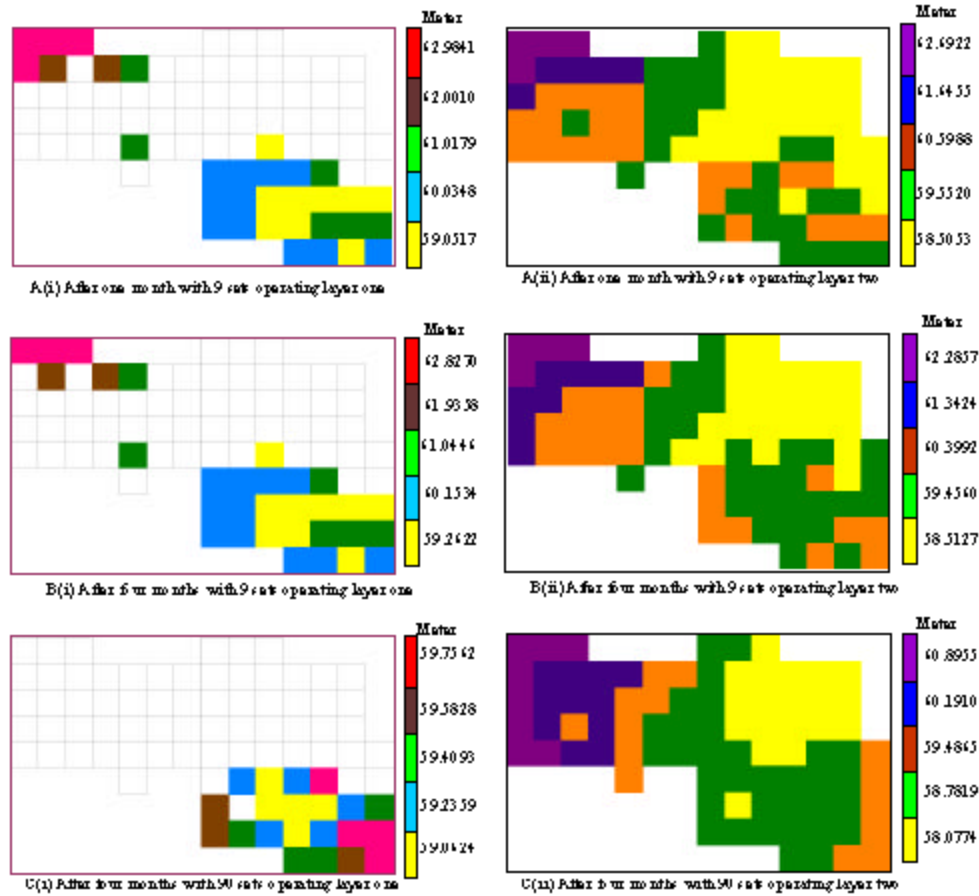 Meter
62.9841
62.0010
61.0179
60.0348
59.0517
A(i) After one month with 9 sets operating layer one
Meter
62.6922
61.6455
60.5988
59.5520
58.5053
A(ii) After one month with 9 sets operating layer two
Meter
62.8270
61.9358
61.0446
60.1534
59.2622
B(i) After four months with 9 sets operating layer one
Meter
62.2857
61.3424
60.3992
59.4560
58.5127
B(ii) After four months with 9 sets operating layer two
Meter
59.7562
59.5828
59.4093
59.2359
59.0624
C(i) After four months with 90 sets operating layer one
Meter
60.8955
60.1910
59.4865
58.7819
58.0774
C(ii) After four months with 90 sets operating layer two